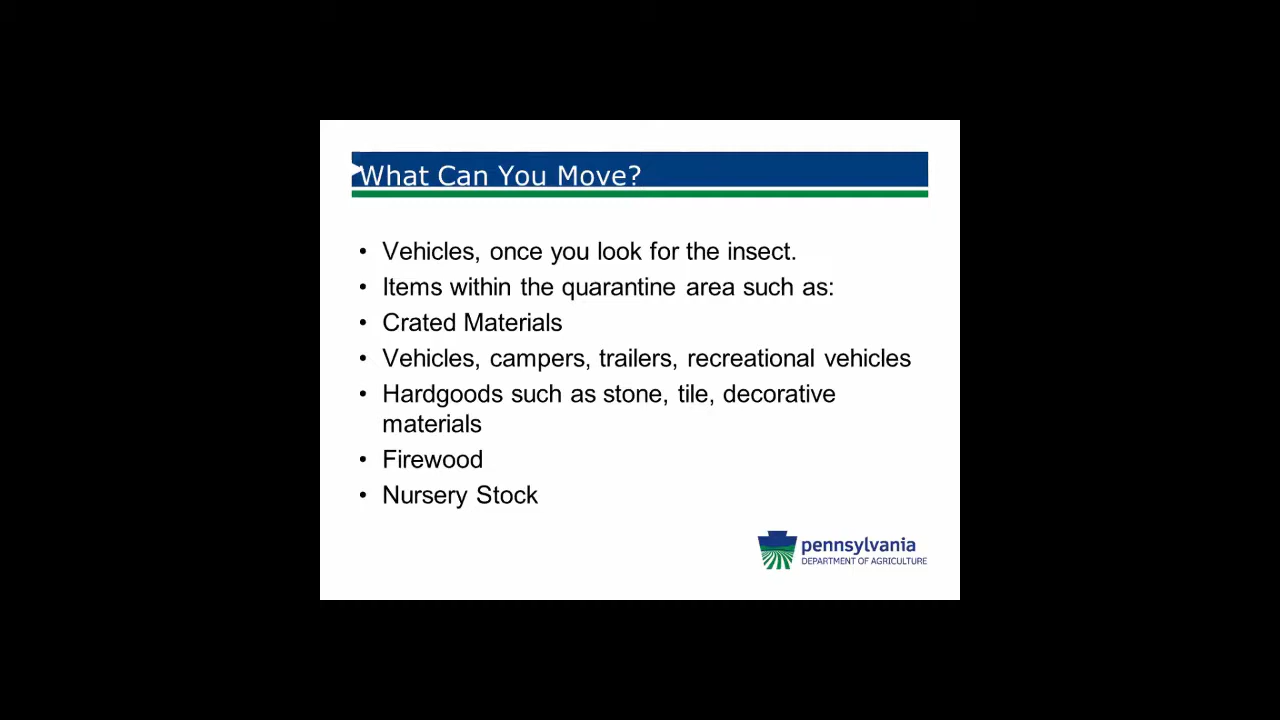 What Can You Move?
• Vehicles, once you look for the insect.
• Items within the quarantine area such as:
• Crated Materials
• Vehicles, campers, trailers, recreational vehicles
• Hardgoods such as stone, tile, decorative
materials
• Firewood
• Nursery Stock
pennsylvania
DEPARTMENT OF AGRICULTURE